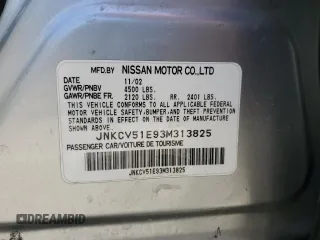 MFD.BY NISSAN MOTOR CO.,LTD
DATE 11/02
GVWR/PNBV 4500 LBS.
GAWR/PNBE FR. 2120 LBS. RR. 2401 LBS.
THIS VEHICLE CONFORMS TO ALL APPLICABLE
FEDERAL MOTOR VEHICLE
SAFETY,BUMPER,AND THEFT PREVENTION
STANDARDS IN EFFECT ON THE DATE OF MANUFACTURE
SHOWN ABOVE.
JNKCV51E93M313825
PASSENGER CAR/VOITURE DE TOURISME
JNKCV51E93M313825
DREAMBID